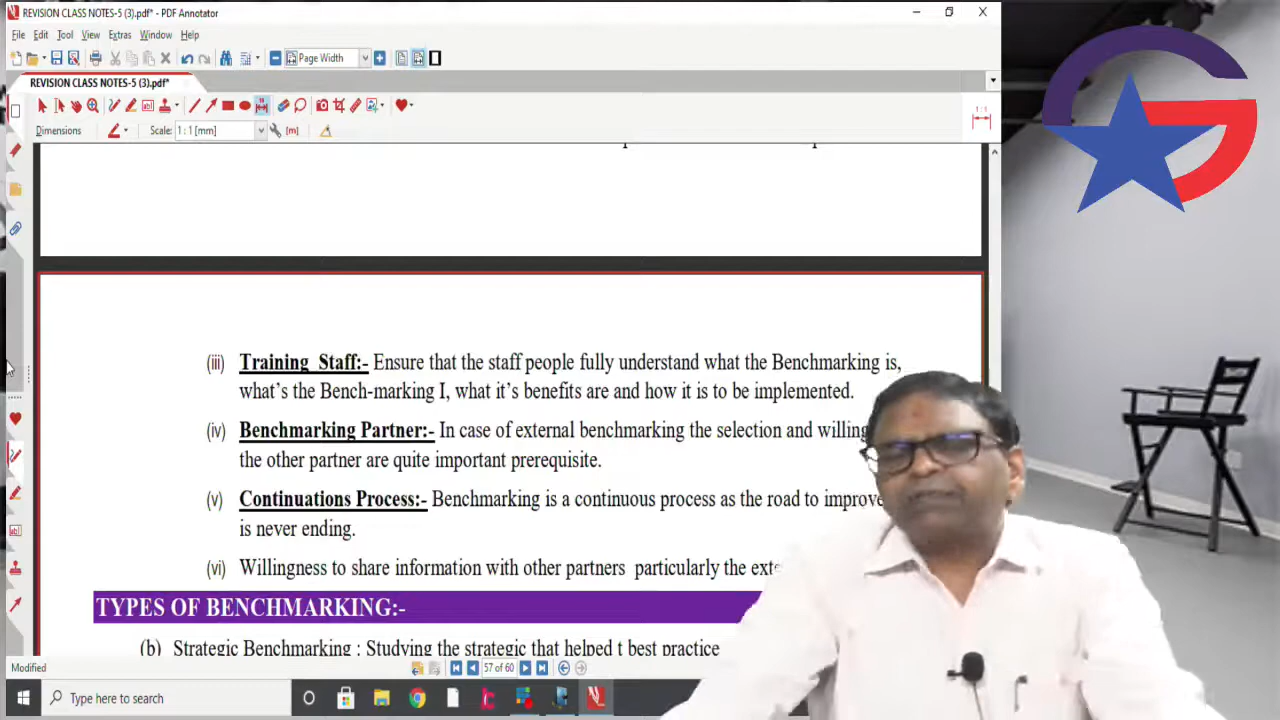 REVISION CLASS NOTES-5 (3).pdf* - PDF Annotator
File Edit Tool View Extras Window Help
Page Width
REVISION CLASS NOTES-5 (3).pdf*
Dimensions Scale: 1 : 1 [mm] [m]
1 : 1
(iii) Training Staff:- Ensure that the staff people fully understand what the Benchmarking is,
what's the Bench-marking I, what it's benefits are and how it is to be implemented.
(iv) Benchmarking Partner:- In case of external benchmarking the selection and willing
the other partner are quite important prerequisite.
(v) Continuations Process:- Benchmarking is a continuous process as the road to improve
is never ending.
(vi) Willingness to share information with other partners particularly the exte
TYPES OF BENCHMARKING:-
(b) Strategic Benchmarking : Studying the strategic that helped t best practice
Modified 57 of 60
Type here to search